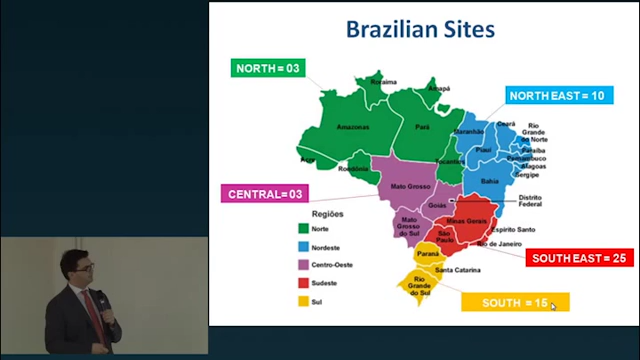 Brazilian Sites
NORTH = 03
Roraima
Amapá
NORTH EAST = 10
Amazonas
Pará
Maranhão
Ceará
Rio
Grande
do Norte
Piauí
Paraíba
Pernambuco
Alagoas
Sergipe
Acre
Rondônia
Tocantins
Bahia
CENTRAL= 03
Mato Grosso
Distrito
Federal
Goiás
Regiões
Norte
Nordeste
Centro-Oeste
Sudeste
Sul
Mato
Grosso
do Sul
Minas Gerais
Espírito Santo
São
Paulo
Rio de Janeiro
SOUTH EAST = 25
Paraná
Santa Catarina
Rio
Grande
do Sul
SOUTH = 15